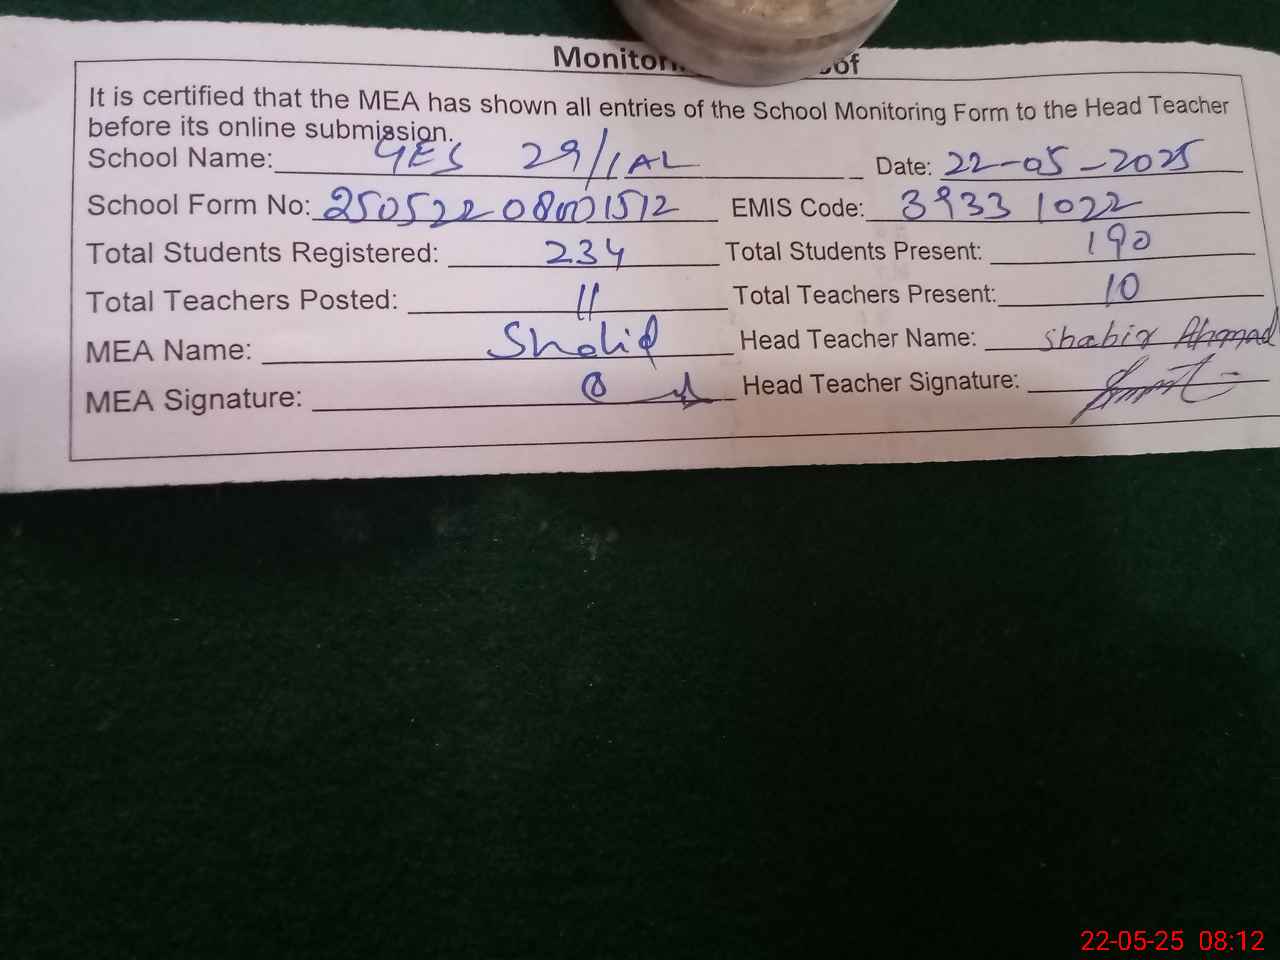 Monitoring of
It is certified that the MEA has shown all entries of the School Monitoring Form to the Head Teacher
before its online submission.
School Name: GES 29/1AL Date: 22-05-2025
School Form No: 25052208001512 EMIS Code: 39331022
Total Students Registered: 234 Total Students Present: 190
Total Teachers Posted: 11 Total Teachers Present: 10
MEA Name: Shahid Head Teacher Name: Shabir Ahmad
MEA Signature: Head Teacher Signature:
22-05-25 08:12